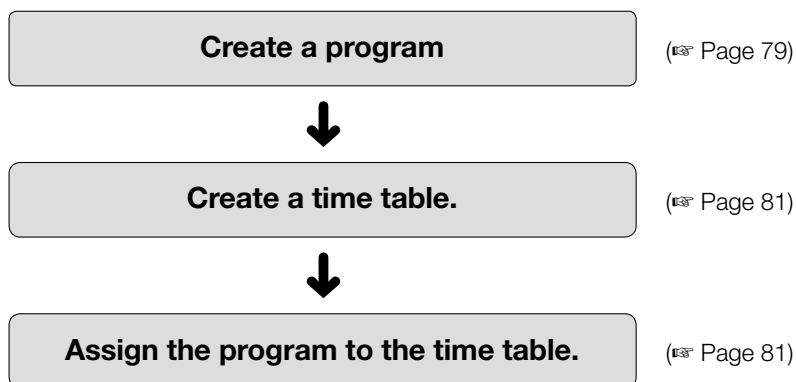 Create a program (☞ Page 79)
Create a time table. (☞ Page 81)
Assign the program to the time table. (☞ Page 81)